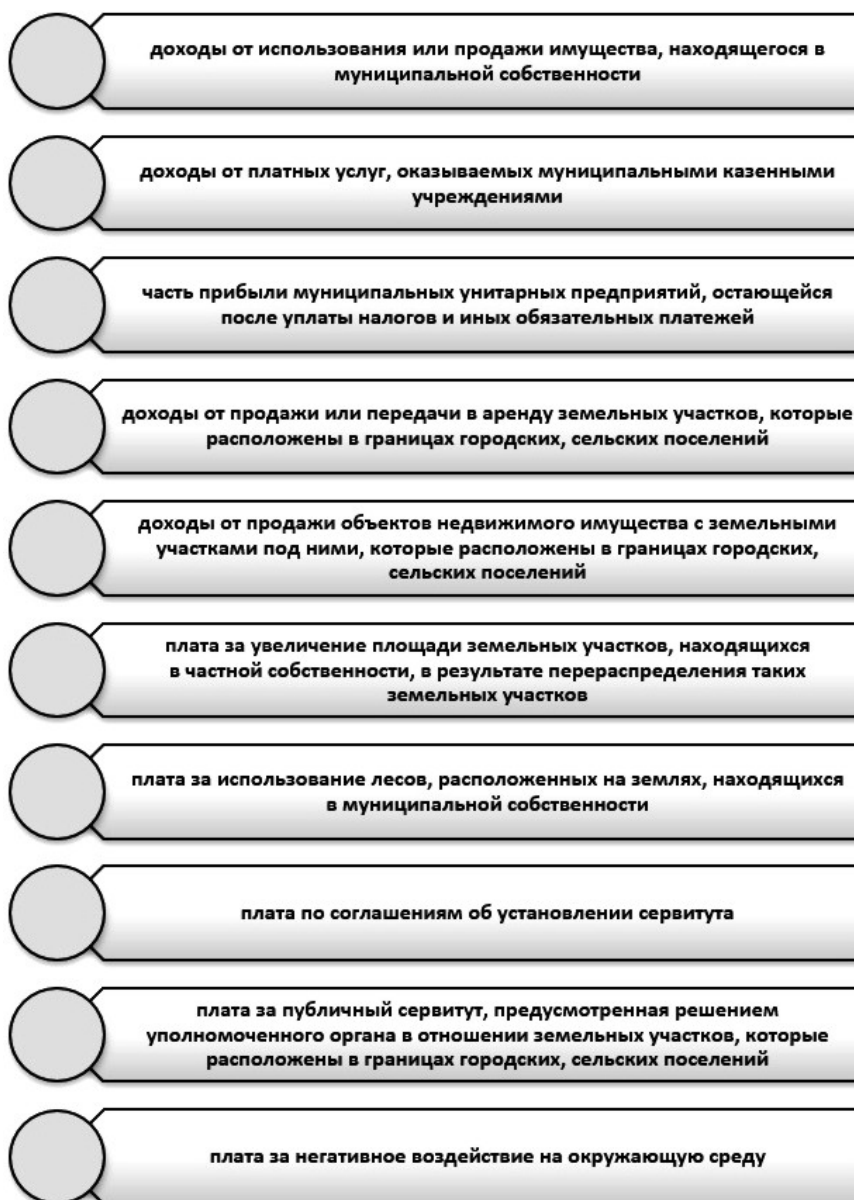 доходы от использования или продажи имущества, находящегося в
муниципальной собственности
доходы от платных услуг, оказываемых муниципальными казенными
учреждениями
часть прибыли муниципальных унитарных предприятий, остающейся
после уплаты налогов и иных обязательных платежей
доходы от продажи или передачи в аренду земельных участков, которые
расположены в границах городских, сельских поселений
доходы от продажи объектов недвижимого имущества с земельными
участками под ними, которые расположены в границах городских,
сельских поселений
плата за увеличение площади земельных участков, находящихся
в частной собственности, в результате перераспределения таких
земельных участков
плата за использование лесов, расположенных на землях, находящихся
в муниципальной собственности
плата по соглашениям об установлении сервитута
плата за публичный сервитут, предусмотренная решением
уполномоченного органа в отношении земельных участков, которые
расположены в границах городских, сельских поселений
плата за негативное воздействие на окружающую среду